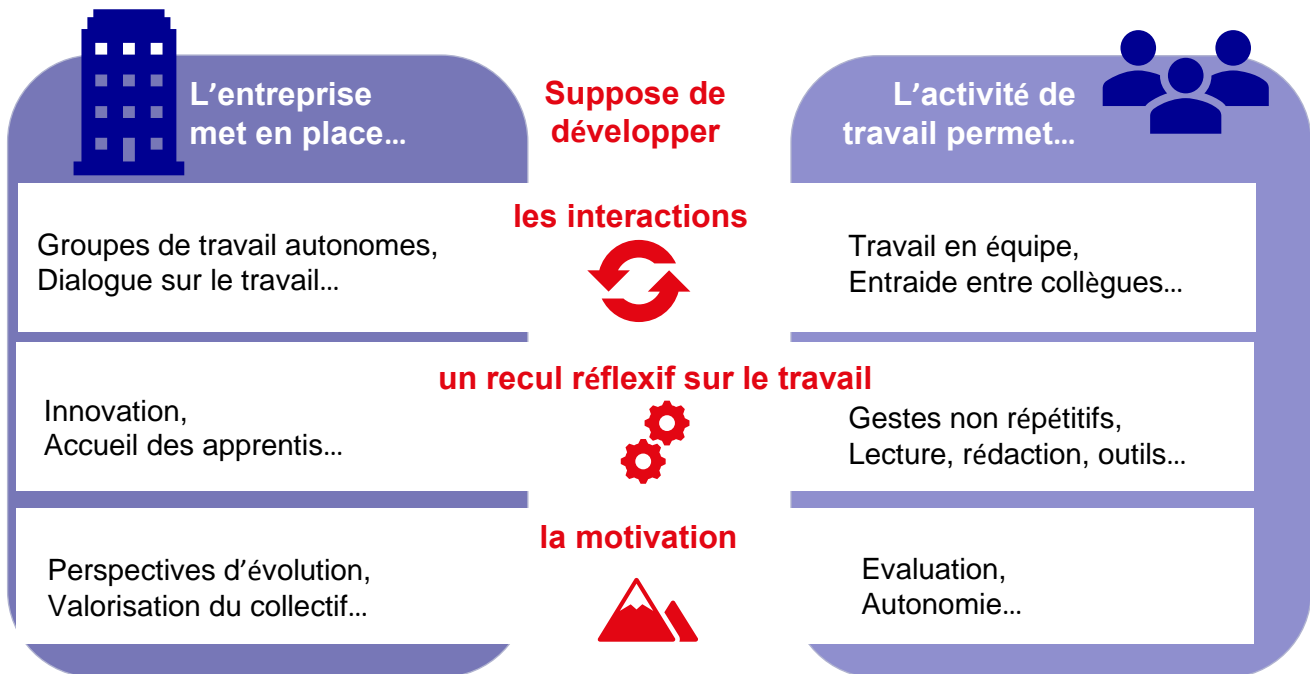 L’entreprise
met en place…
Suppose de
développer
L’activité de
travail permet…
les interactions
Groupes de travail autonomes,
Dialogue sur le travail…
Travail en équipe,
Entraide entre collègues…
un recul réflexif sur le travail
Innovation,
Accueil des apprentis…
Gestes non répétitifs,
Lecture, rédaction, outils…
la motivation
Perspectives d’évolution,
Valorisation du collectif…
Evaluation,
Autonomie…